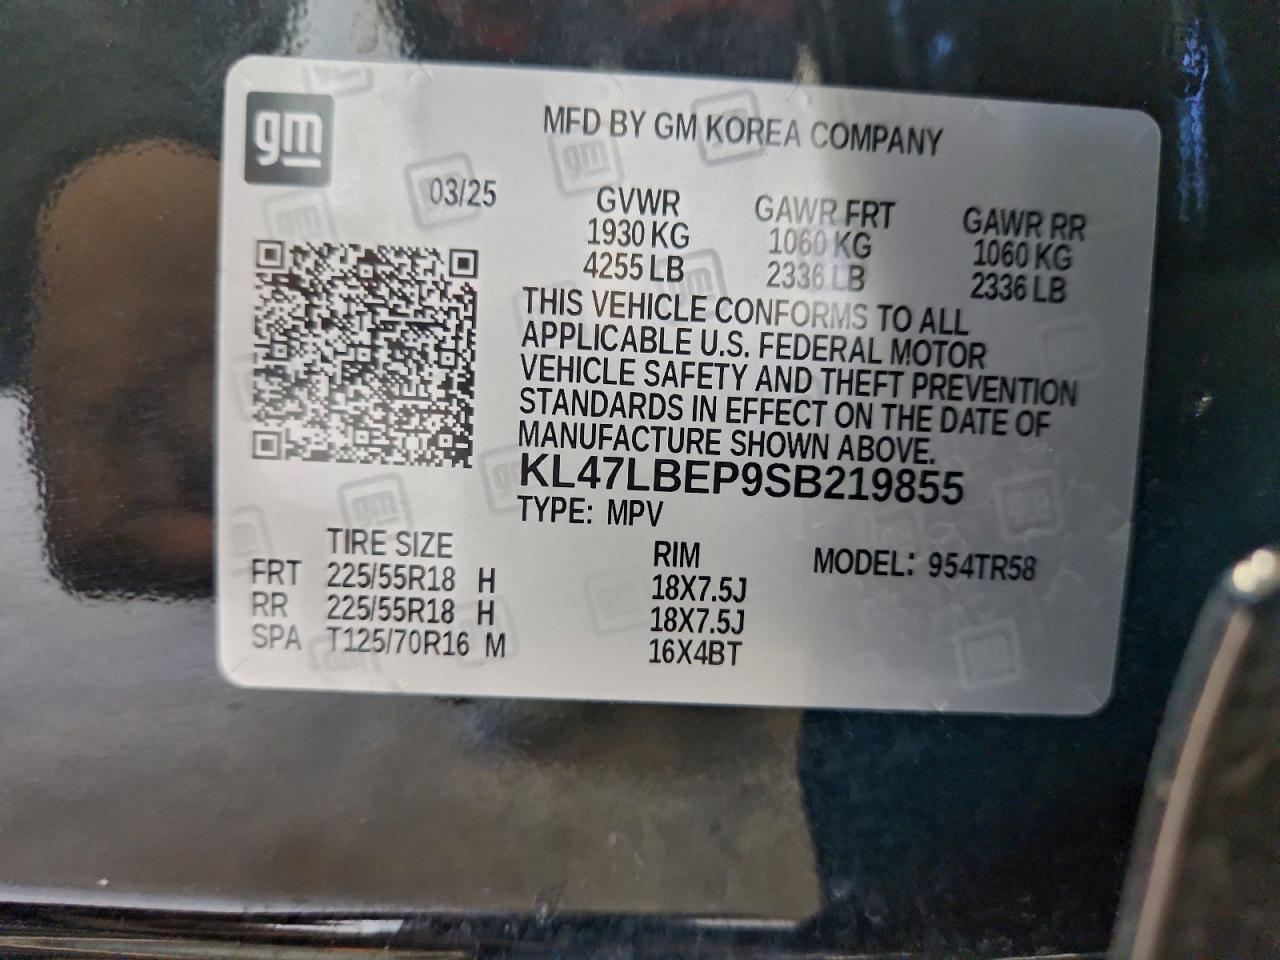 gm
MFD BY GM KOREA COMPANY
03/25
GVWR GAWR FRT GAWR RR
1930 KG 1060 KG 1060 KG
4255 LB 2336 LB 2336 LB
THIS VEHICLE CONFORMS TO ALL
APPLICABLE U.S. FEDERAL MOTOR
VEHICLE SAFETY AND THEFT PREVENTION
STANDARDS IN EFFECT ON THE DATE OF
MANUFACTURE SHOWN ABOVE.
KL47LBEP9SB219855
TYPE: MPV
TIRE SIZE RIM MODEL: 954TR58
FRT 225/55R18 H 18X7.5J
RR 225/55R18 H 18X7.5J
SPA T125/70R16 M 16X4BT